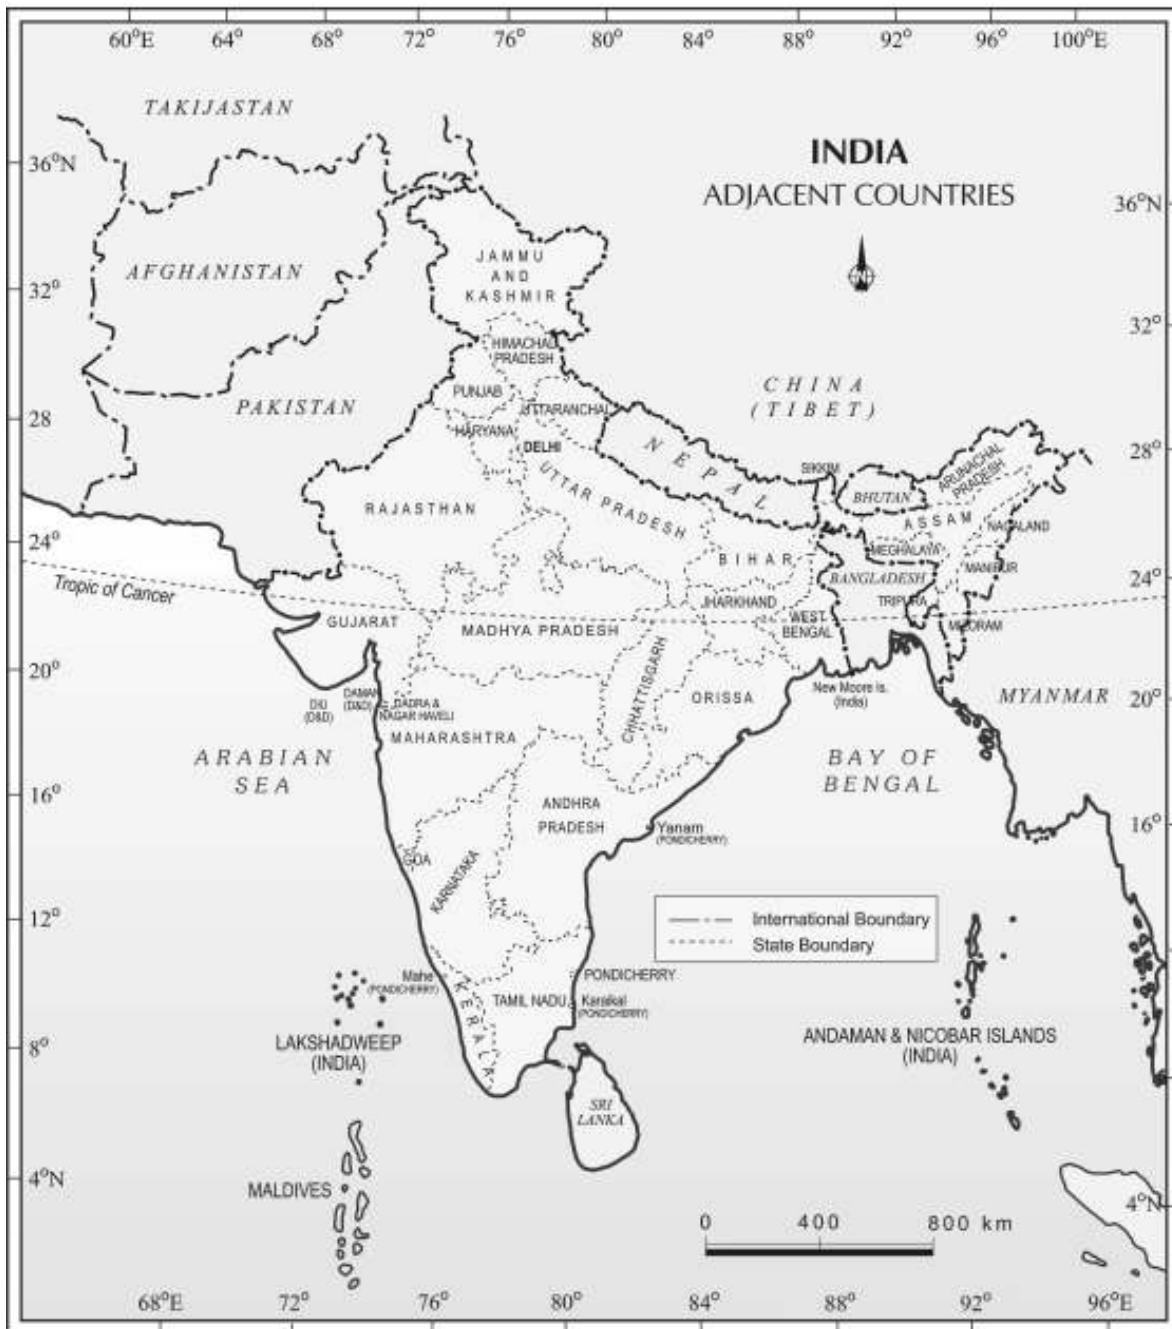 60°E 64° 68° 72° 76° 80° 84° 88° 92° 96° 100°E
TAKIJASTAN
36°N
INDIA
ADJACENT COUNTRIES
36°N
N
JAMMU
AND
KASHMIR
AFGHANISTAN
32°
32°
HIMACHAL
PRADESH
CHINA
(TIBET)
PUNJAB
PAKISTAN
UTTARANCHAL
28°
HARYANA
DELHI
NEPAL
28°
SIKKIM
ARUNACHAL
PRADESH
BHUTAN
RAJASTHAN
UTTAR PRADESH
ASSAM
NAGALAND
24°
BIHAR
MEGHALAYA
MANIPUR
BANGLADESH
24°
Tropic of Cancer
JHARKHAND
TRIPURA
GUJARAT
MADHYA PRADESH
WEST
BENGAL
MIZORAM
CHHATTISGARH
20°
DIU
(D&D)
DAMAN
(D&D)
DADRA &
NAGAR HAVELI
ORISSA
New Moore Is.
(India)
MYANMAR
20°
MAHARASHTRA
ARABIAN
SEA
BAY OF
BENGAL
16°
ANDHRA
PRADESH
Yanam
(PONDICHERRY)
16°
GOA
KARNATAKA
12°
International Boundary
State Boundary
12°
Mahe
(PONDICHERRY)
KERALA
PONDICHERRY
TAMIL NADU
Karaikal
(PONDICHERRY)
LAKSHADWEEP
(INDIA)
ANDAMAN & NICOBAR ISLANDS
(INDIA)
8°
8°
SRI
LANKA
4°N
MALDIVES
4°N
0 400 800 km
68°E 72° 76° 80° 84° 88° 92° 96°E